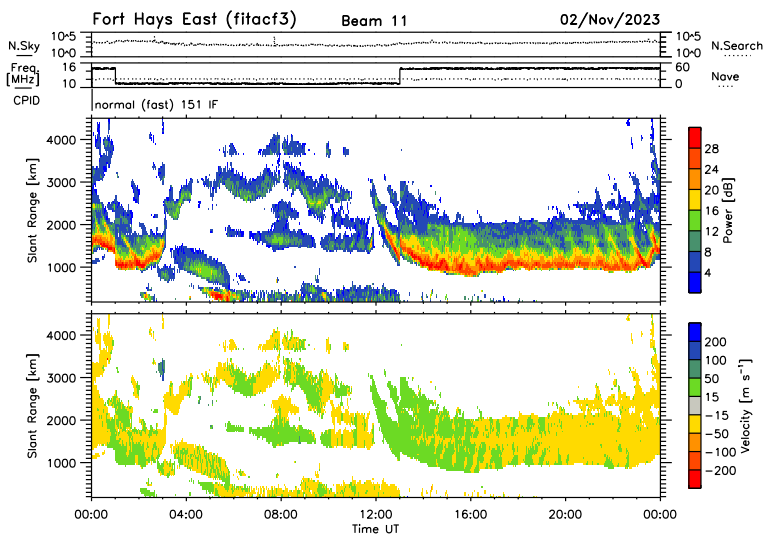 Fort Hays East (fitacf3) Beam 11 02/Nov/2023
N.Sky 10^5 10^0 10^5 10^0 N.Search
Freq. [MHz] 16 10 60 0 Nave
CPID normal (fast) 151 IF
Slant Range [km] 4000 3000 2000 1000
Power [dB] 28 24 20 16 12 8 4
Slant Range [km] 4000 3000 2000 1000
Velocity [m s⁻¹] 200 100 50 15 −15 −50 −100 −200
00:00 04:00 08:00 12:00 16:00 20:00 00:00
Time UT